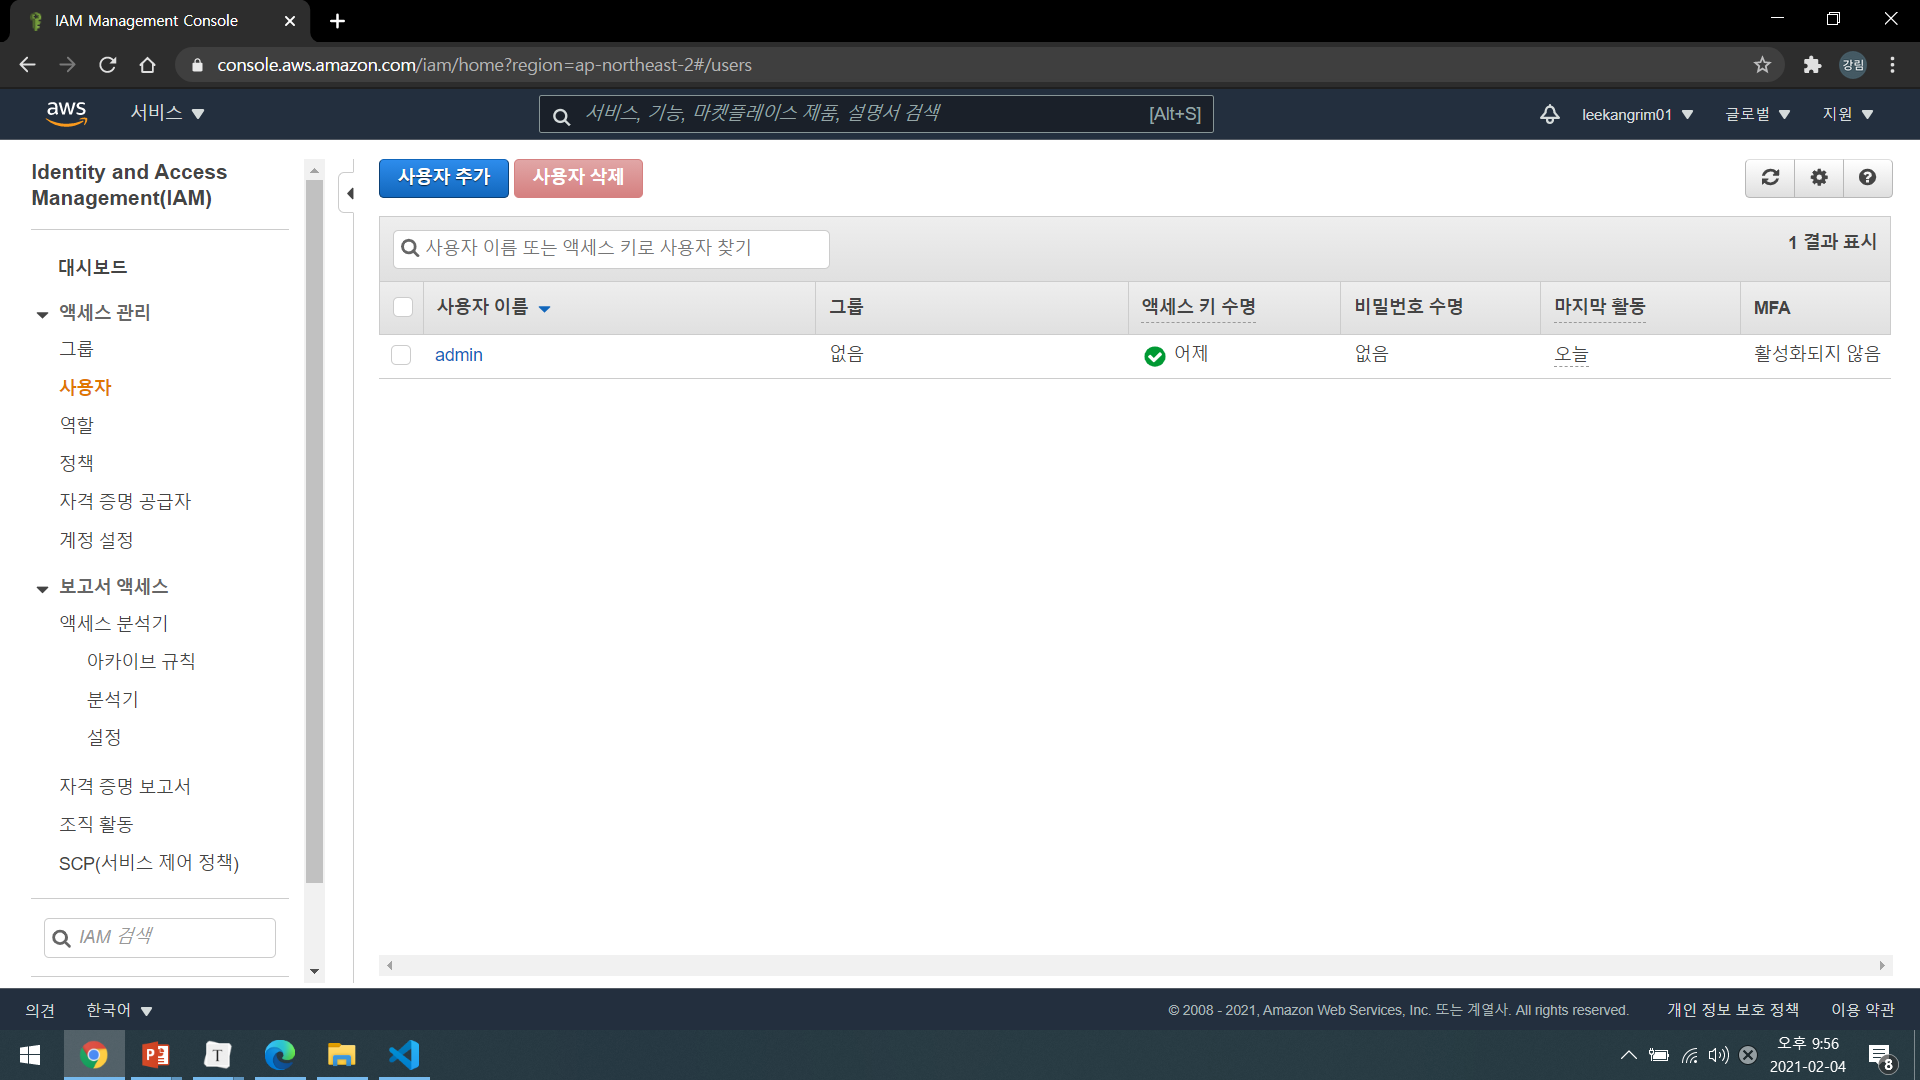 IAM Management Console
console.aws.amazon.com/iam/home?region=ap-northeast-2#/users
강림
aws
서비스
서비스, 기능, 마켓플레이스 제품, 설명서 검색
[Alt+S]
leekangrim01
글로벌
지원
Identity and Access
Management(IAM)
대시보드
액세스 관리
그룹
사용자
역할
정책
자격 증명 공급자
계정 설정
보고서 액세스
액세스 분석기
아카이브 규칙
분석기
설정
자격 증명 보고서
조직 활동
SCP(서비스 제어 정책)
IAM 검색
사용자 추가
사용자 삭제
사용자 이름 또는 액세스 키로 사용자 찾기
1 결과 표시
사용자 이름 그룹 액세스 키 수명 비밀번호 수명 마지막 활동 MFA
admin 없음 어제 없음 오늘 활성화되지 않음
의견
한국어
© 2008 - 2021, Amazon Web Services, Inc. 또는 계열사. All rights reserved.
개인 정보 보호 정책
이용 약관
오후 9:56
2021-02-04
8